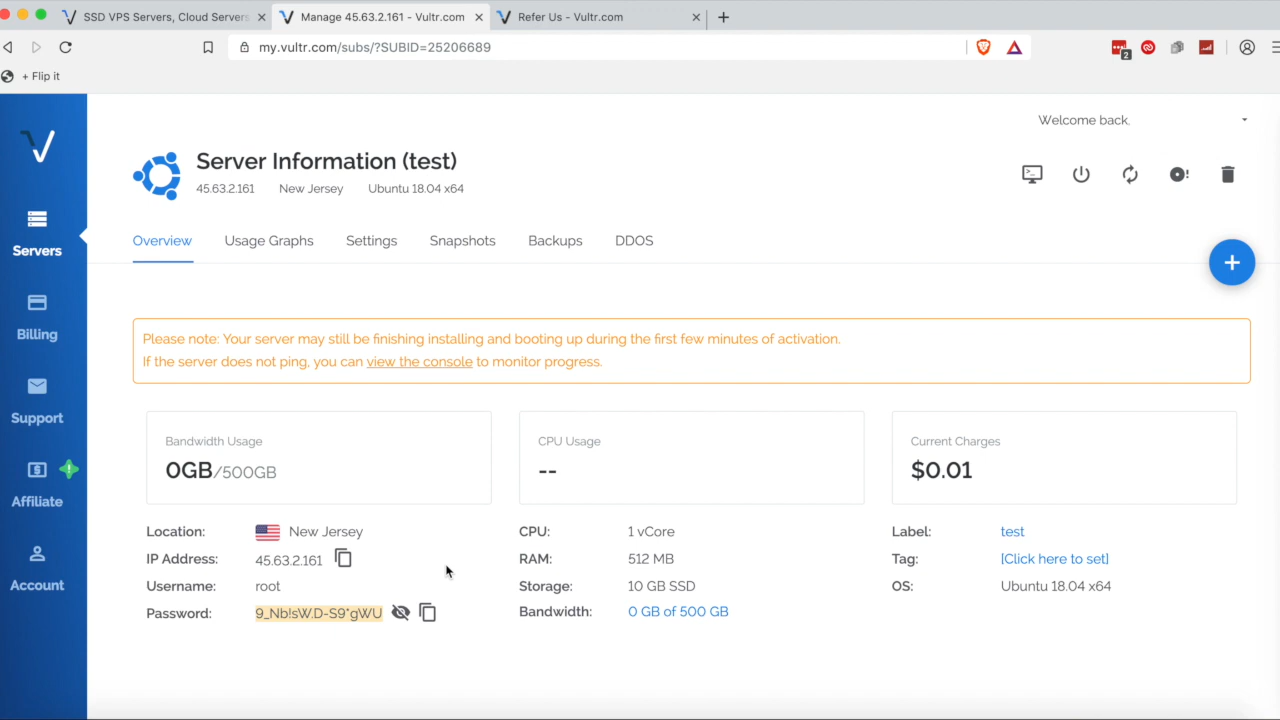 SSD VPS Servers, Cloud Servers
Manage 45.63.2.161 - Vultr.com
Refer Us - Vultr.com
my.vultr.com/subs/?SUBID=25206689
2
+ Flip it
Welcome back.
Server Information (test)
45.63.2.161 New Jersey Ubuntu 18.04 x64
Servers
Billing
Support
Affiliate
Account
Overview Usage Graphs Settings Snapshots Backups DDOS
+
Please note: Your server may still be finishing installing and booting up during the first few minutes of activation.
If the server does not ping, you can view the console to monitor progress.
Bandwidth Usage
0GB/500GB
CPU Usage
--
Current Charges
$0.01
Location: New Jersey
IP Address: 45.63.2.161
Username: root
Password: 9_Nb!sW.D-S9*gWU
CPU: 1 vCore
RAM: 512 MB
Storage: 10 GB SSD
Bandwidth: 0 GB of 500 GB
Label: test
Tag: [Click here to set]
OS: Ubuntu 18.04 x64